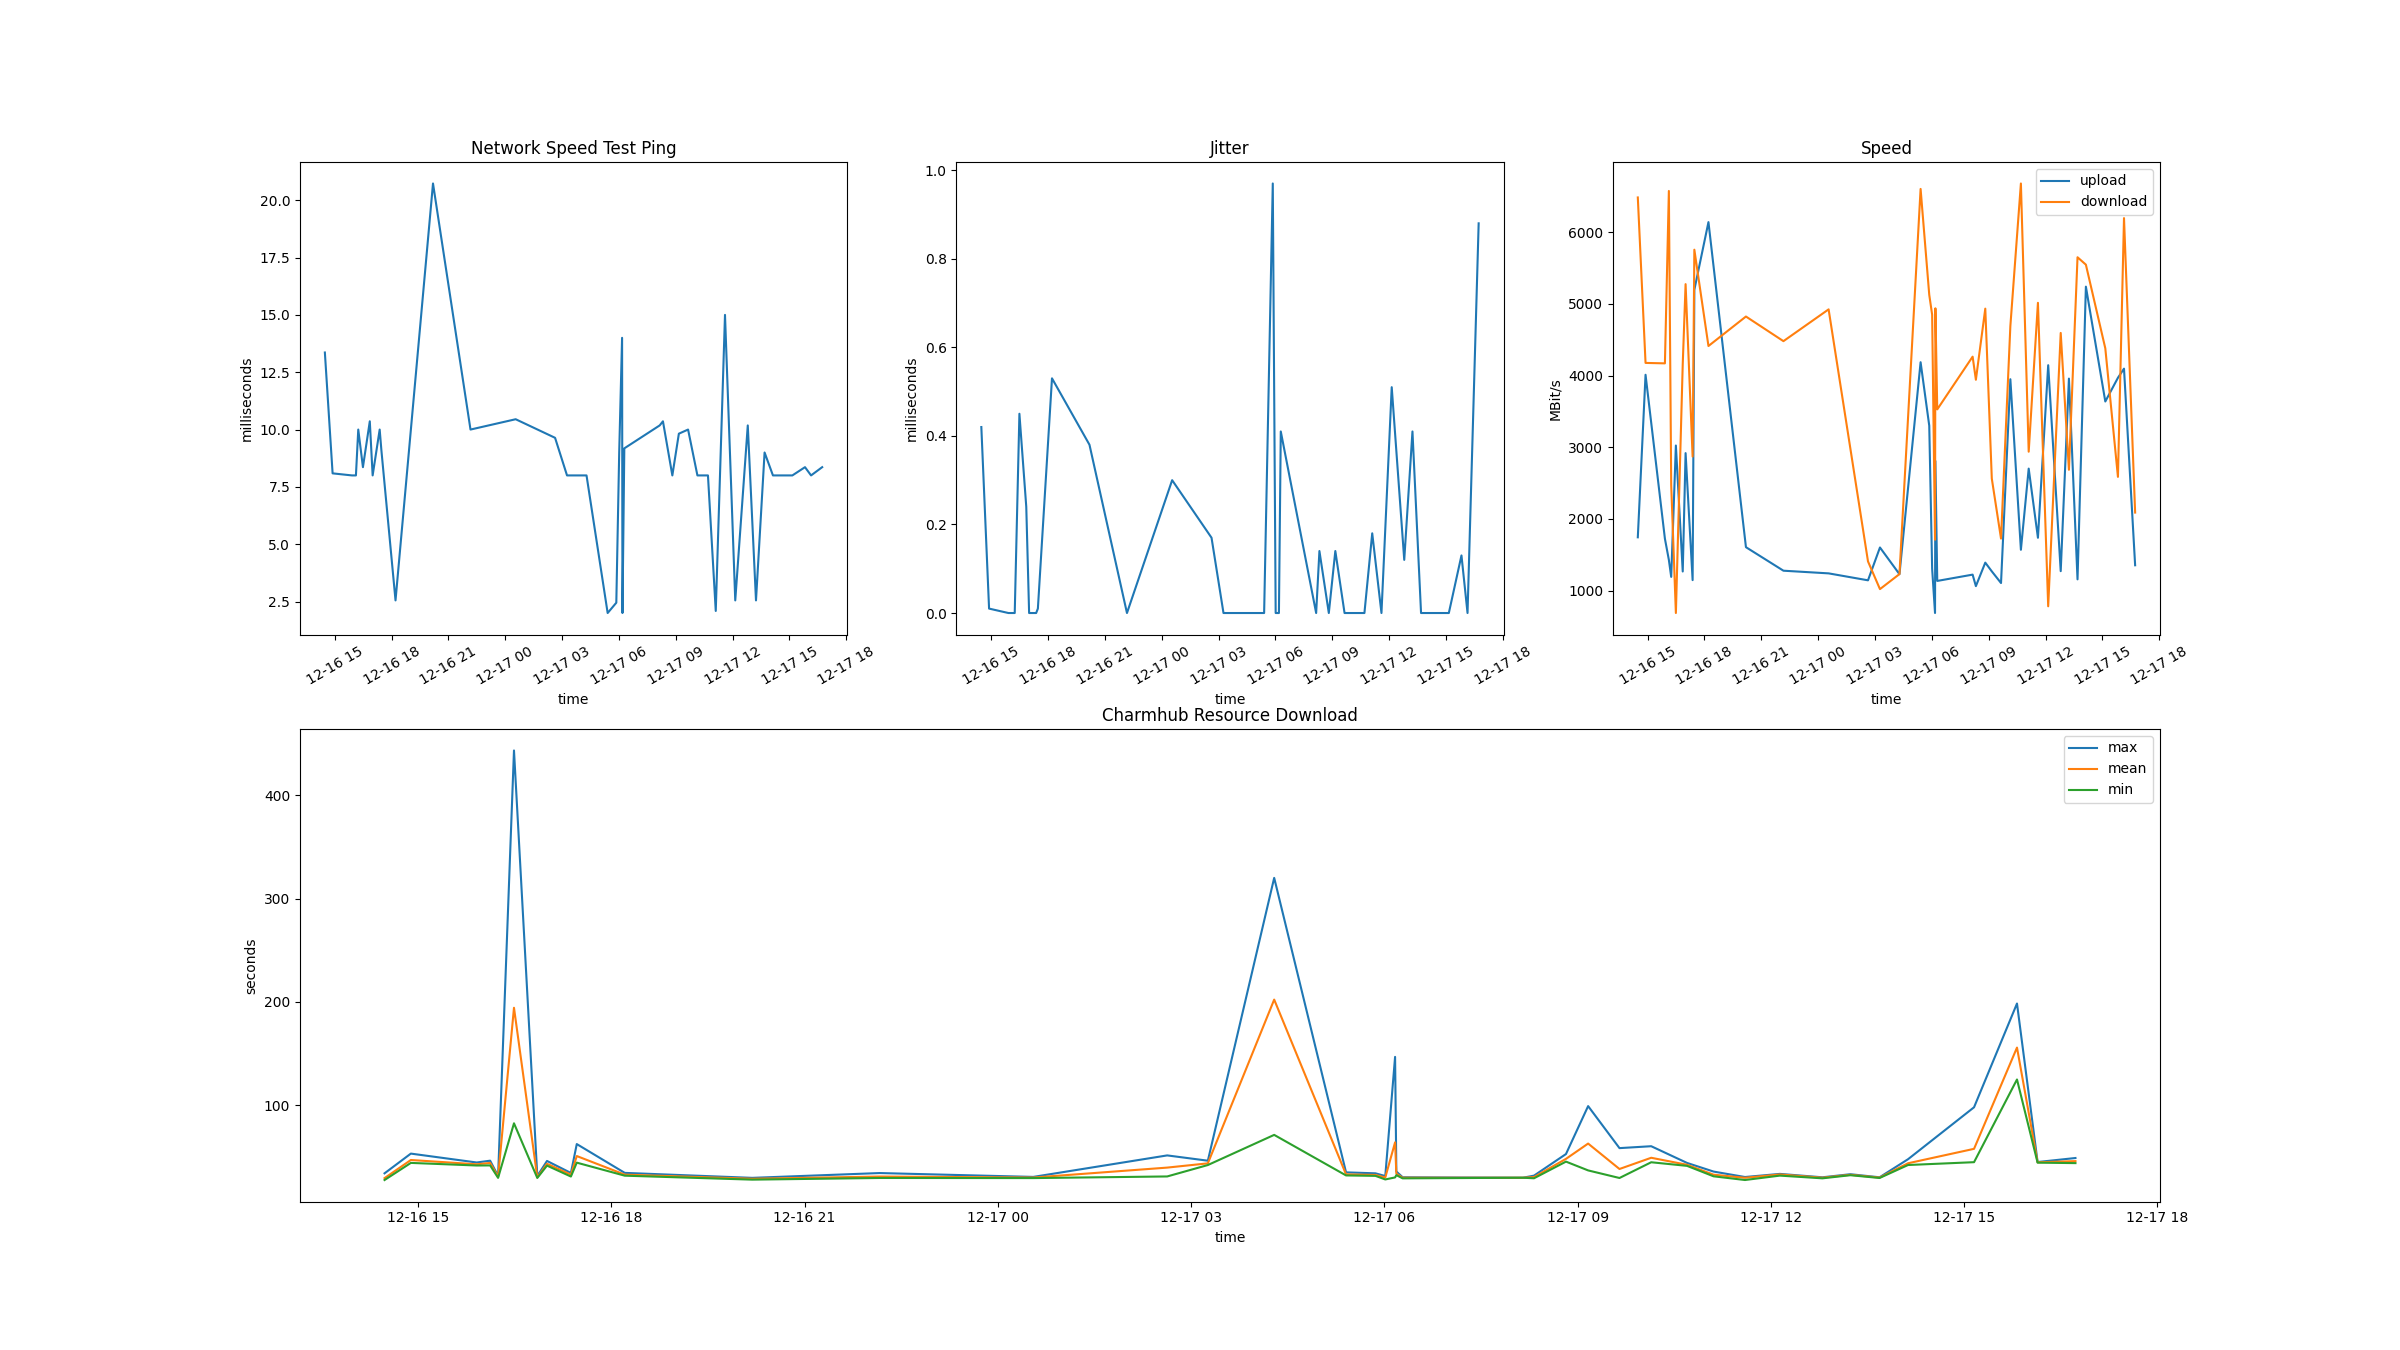 Network Speed Test Ping
milliseconds
20.0
17.5
15.0
12.5
10.0
7.5
5.0
2.5
12-16 15 12-16 18 12-16 21 12-17 00 12-17 03 12-17 06 12-17 09 12-17 12 12-17 15 12-17 18
time
Jitter
milliseconds
1.0
0.8
0.6
0.4
0.2
0.0
12-16 15 12-16 18 12-16 21 12-17 00 12-17 03 12-17 06 12-17 09 12-17 12 12-17 15 12-17 18
time
Speed
upload
download
MBit/s
6000
5000
4000
3000
2000
1000
12-16 15 12-16 18 12-16 21 12-17 00 12-17 03 12-17 06 12-17 09 12-17 12 12-17 15 12-17 18
time
Charmhub Resource Download
max
mean
min
seconds
400
300
200
100
12-16 15 12-16 18 12-16 21 12-17 00 12-17 03 12-17 06 12-17 09 12-17 12 12-17 15 12-17 18
time